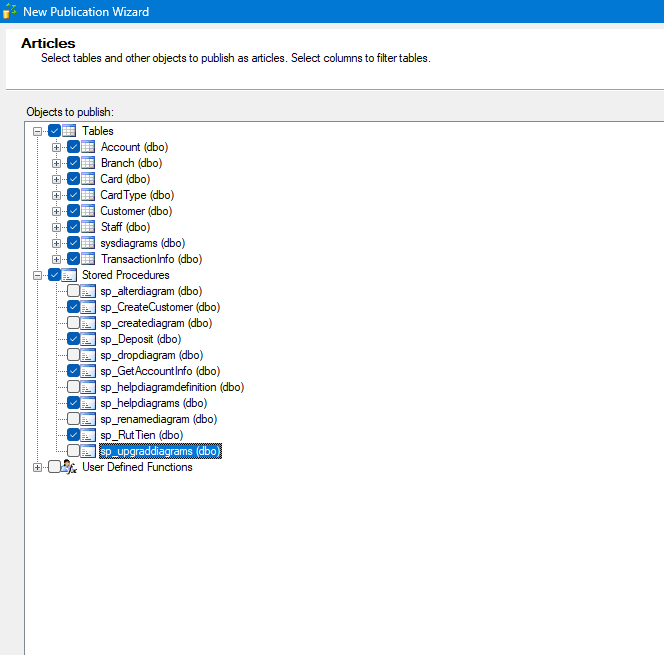 New Publication Wizard
Articles
Select tables and other objects to publish as articles. Select columns to filter tables.
Objects to publish:
Tables
Account (dbo)
Branch (dbo)
Card (dbo)
CardType (dbo)
Customer (dbo)
Staff (dbo)
sysdiagrams (dbo)
TransactionInfo (dbo)
Stored Procedures
sp_alterdiagram (dbo)
sp_CreateCustomer (dbo)
sp_creatediagram (dbo)
sp_Deposit (dbo)
sp_dropdiagram (dbo)
sp_GetAccountInfo (dbo)
sp_helpdiagramdefinition (dbo)
sp_helpdiagrams (dbo)
sp_renamediagram (dbo)
sp_RutTien (dbo)
sp_upgraddiagrams (dbo)
User Defined Functions